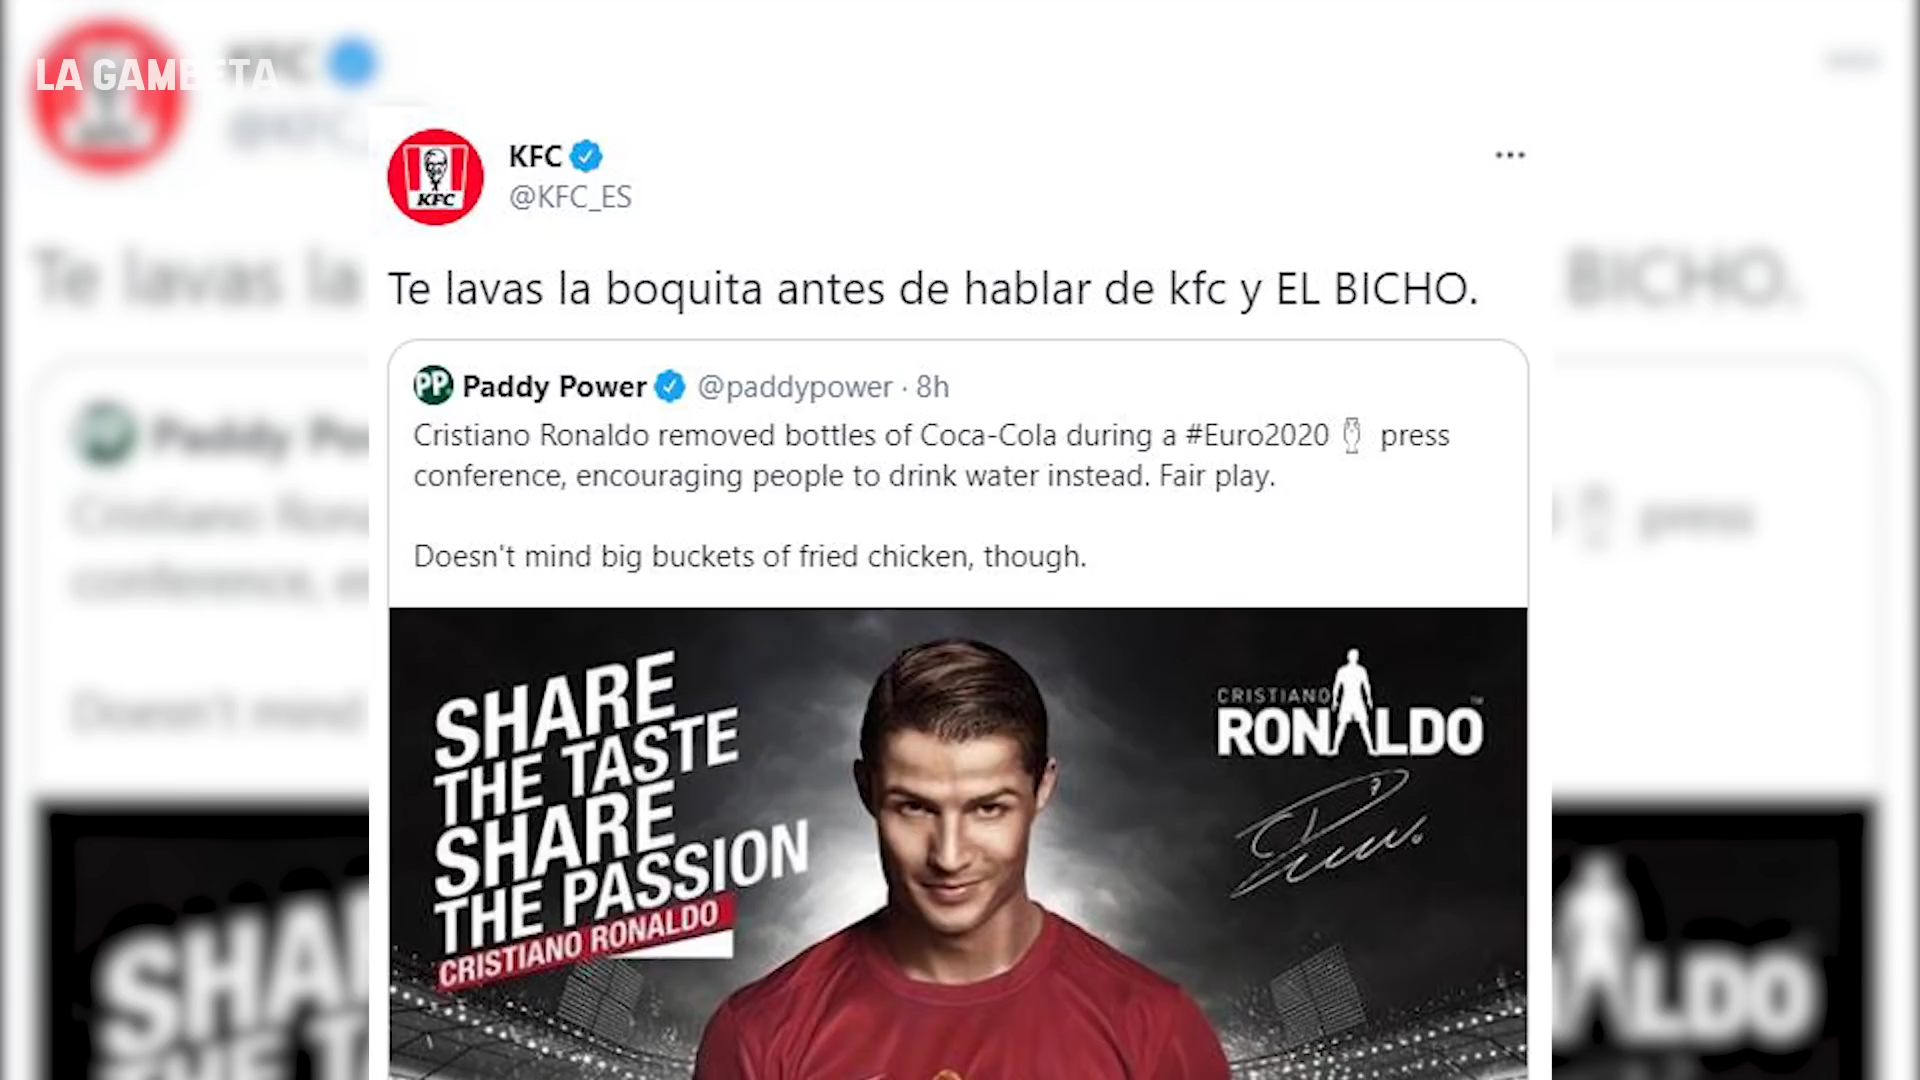 LA GAMBETA
KFC
@KFC_ES
KFC
Te lavas la boquita antes de hablar de kfc y EL BICHO.
PP Paddy Power @paddypower · 8h
Cristiano Ronaldo removed bottles of Coca-Cola during a #Euro2020 press
conference, encouraging people to drink water instead. Fair play.
Doesn't mind big buckets of fried chicken, though.
SHARE
THE TASTE
SHARE
THE PASSION
CRISTIANO RONALDO
CRISTIANO
RONALDO